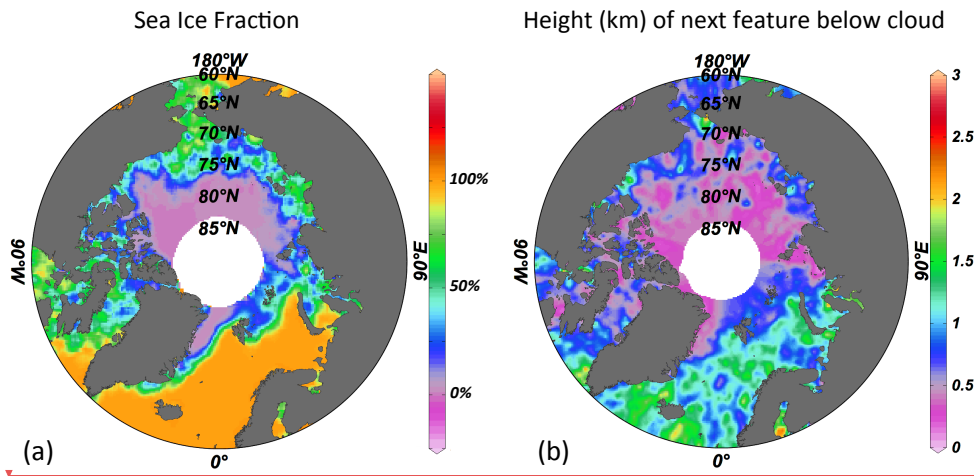 Sea Ice Fraction
Height (km) of next feature below cloud
180°W
60°N
65°N
70°N
75°N
80°N
85°N
90°W
90°E
0°
100%
50%
0%
(a)
180°W
60°N
65°N
70°N
75°N
80°N
85°N
90°W
90°E
0°
3
2.5
2
1.5
1
0.5
0
(b)